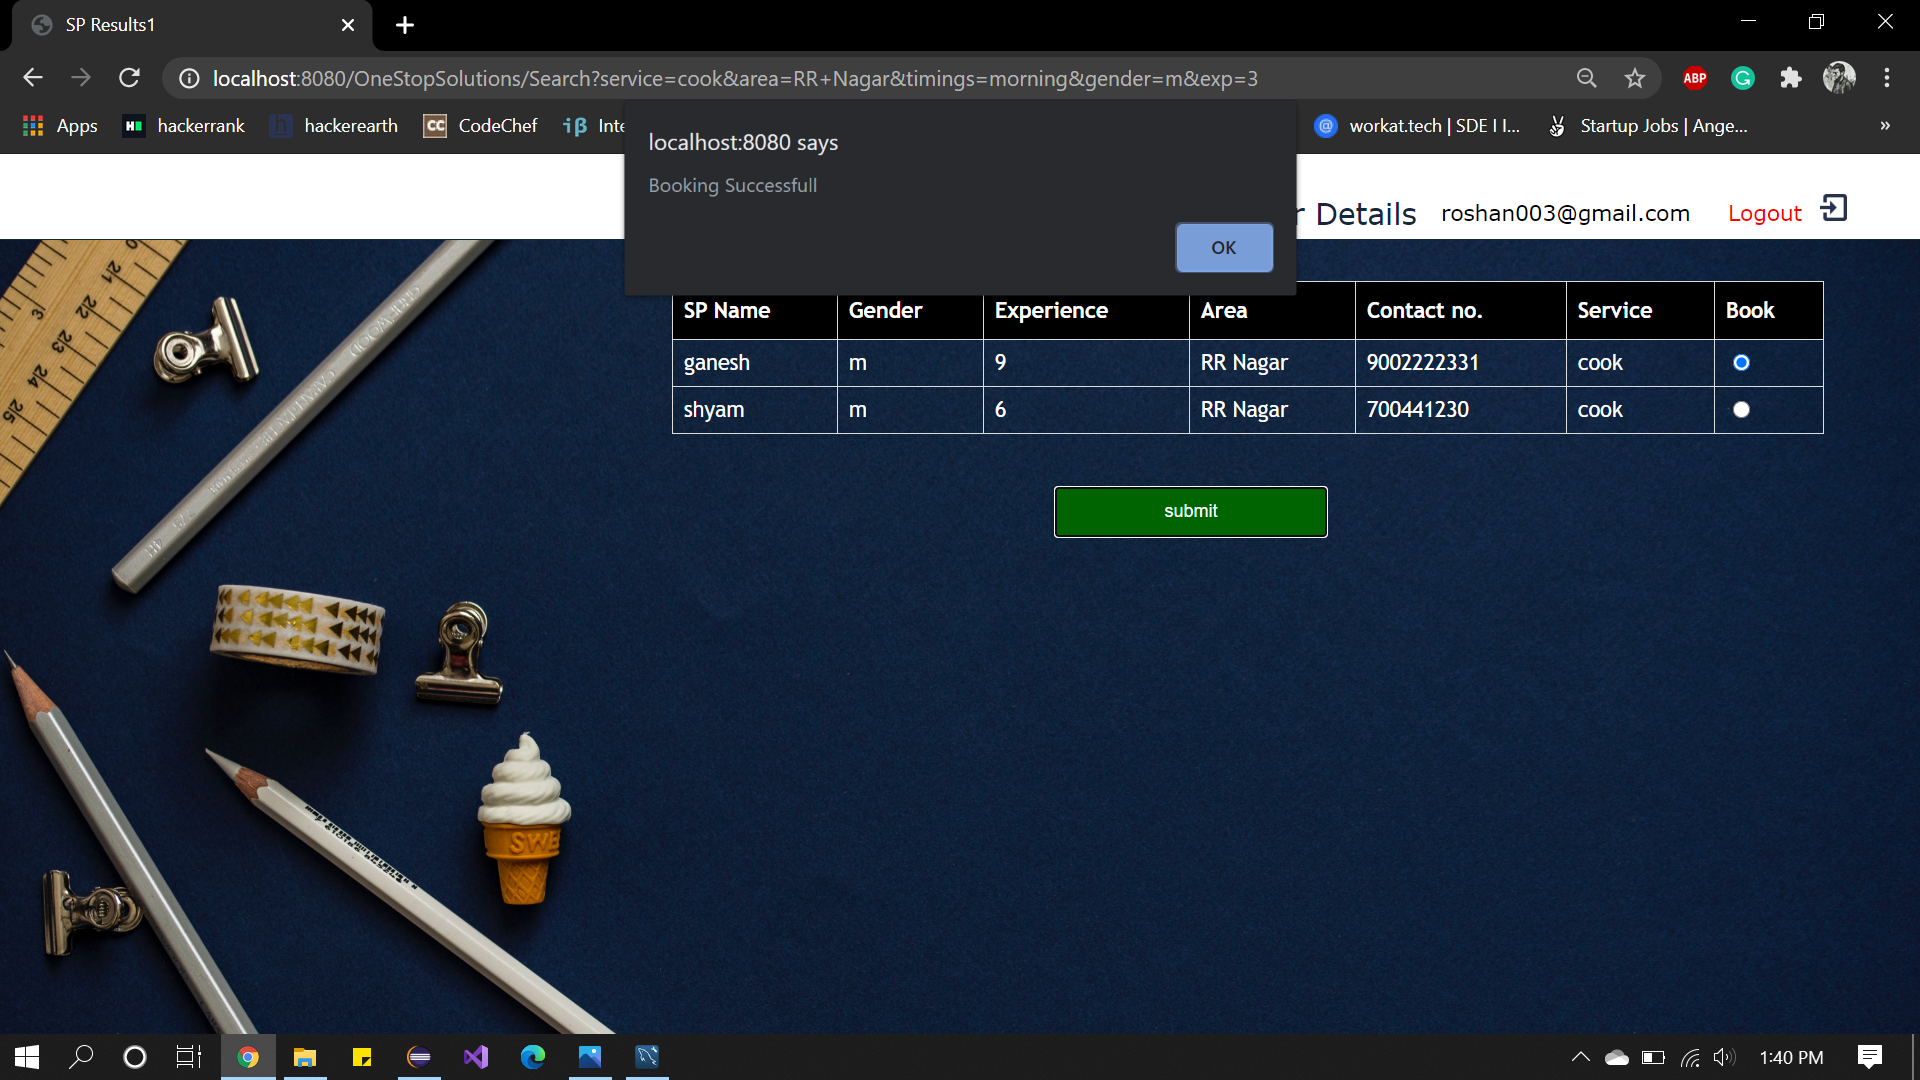 SP Results1
localhost:8080/OneStopSolutions/Search?service=cook&area=RR+Nagar&timings=morning&gender=m&exp=3
ABP
Apps
hackerrank
hackerearth
CodeChef
Inte
workat.tech | SDE I I...
Startup Jobs | Ange...
»
localhost:8080 says
Booking Successfull
OK
r Details
roshan003@gmail.com
Logout
SP Name Gender Experience Area Contact no. Service Book
ganesh m 9 RR Nagar 9002222331 cook
shyam m 6 RR Nagar 700441230 cook
submit
SWE
1:40 PM